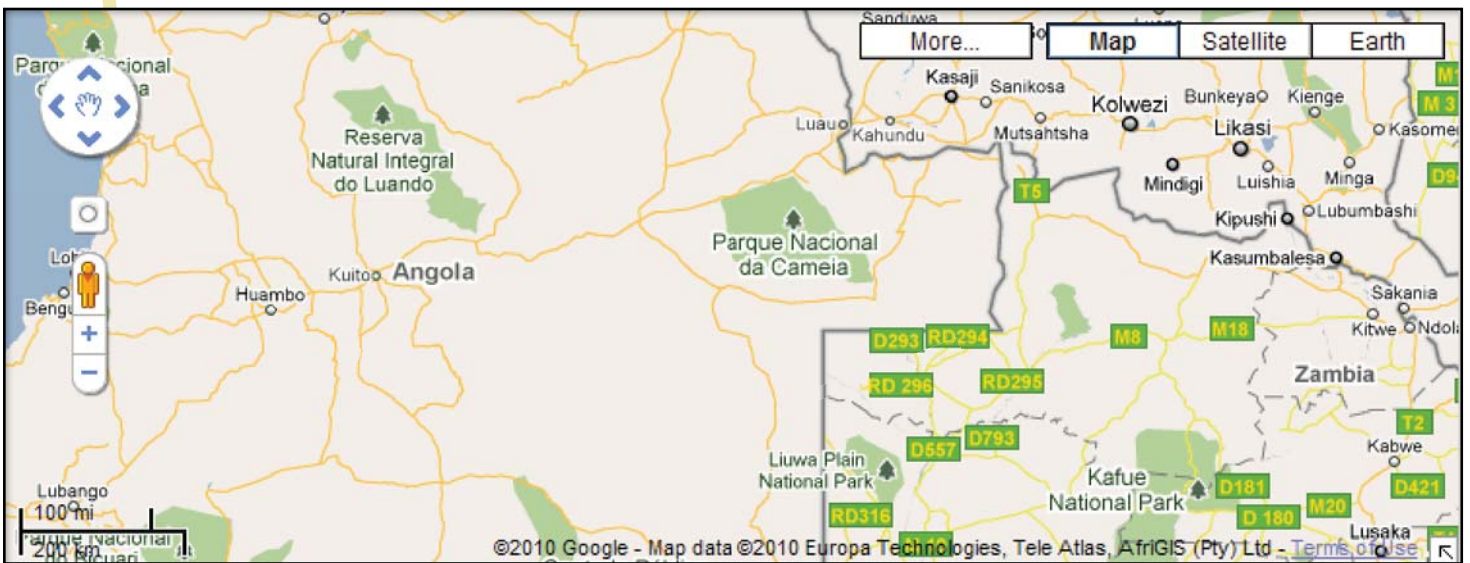 Sanduwa
More... Map Satellite Earth
Kasaji
Sanikosa
Kolwezi
Bunkeya
Kienge
M 3
Luau
Kahundu
Mutsahtsha
Likasi
Reserva
Natural Integral
do Luando
Mindigi
Luishia
Minga
T5
Kipushi
Lubumbashi
Parque Nacional
da Cameia
Kasumbalesa
Kuito
Angola
Huambo
Sakania
Kitwe
D293 RD294
M8
M18
RD 296
RD295
Zambia
T2
D557
D793
Kabwe
Liuwa Plain
National Park
Kafue
National Park
D181
D421
RD316
D 180
M20
Lusaka
Lubango
100 mi
200 km
Parque Nacional
©2010 Google - Map data ©2010 Europa Technologies, Tele Atlas, AfriGIS (Pty) Ltd - Terms of Use